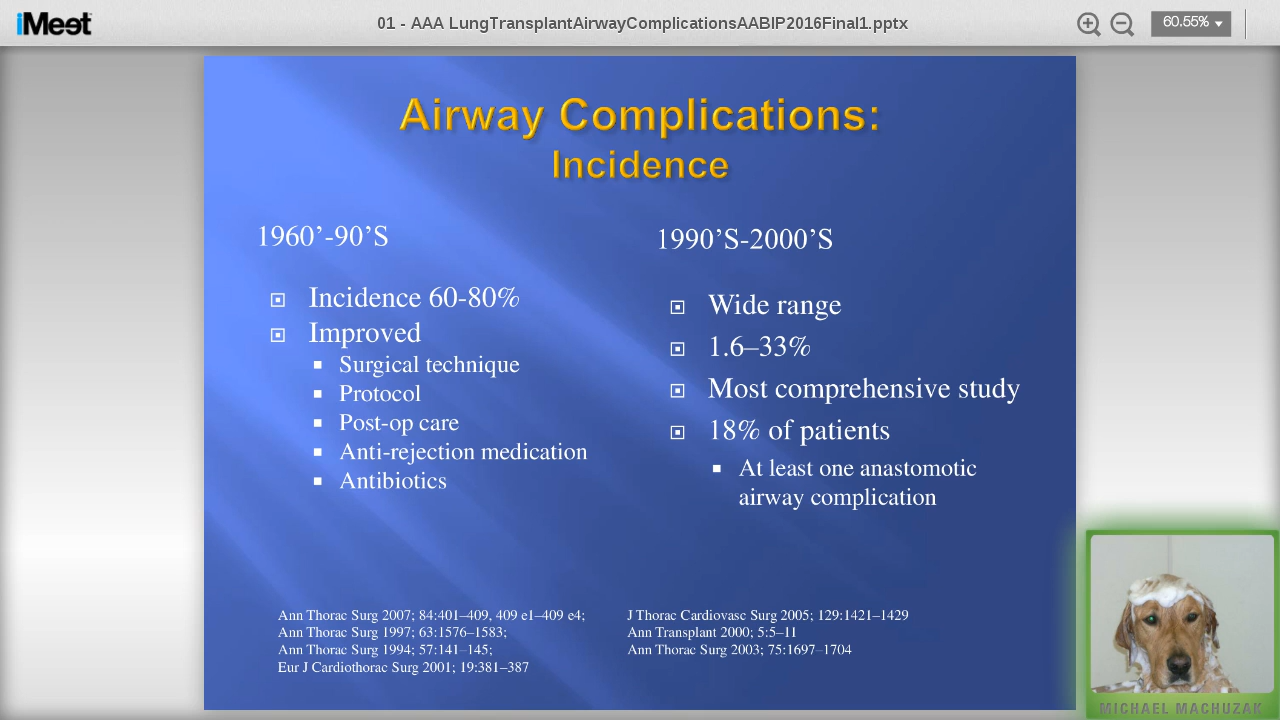 iMeet
01 - AAA LungTransplantAirwayComplicationsAABIP2016Final1.pptx
60.55%
Airway Complications:
Incidence
1960’-90’S
Incidence 60-80%
Improved
Surgical technique
Protocol
Post-op care
Anti-rejection medication
Antibiotics
1990’S-2000’S
Wide range
1.6–33%
Most comprehensive study
18% of patients
At least one anastomotic
airway complication
Ann Thorac Surg 2007; 84:401–409, 409 e1–409 e4;
Ann Thorac Surg 1997; 63:1576–1583;
Ann Thorac Surg 1994; 57:141–145;
Eur J Cardiothorac Surg 2001; 19:381–387
J Thorac Cardiovasc Surg 2005; 129:1421–1429
Ann Transplant 2000; 5:5–11
Ann Thorac Surg 2003; 75:1697–1704
MICHAEL MACHUZAK